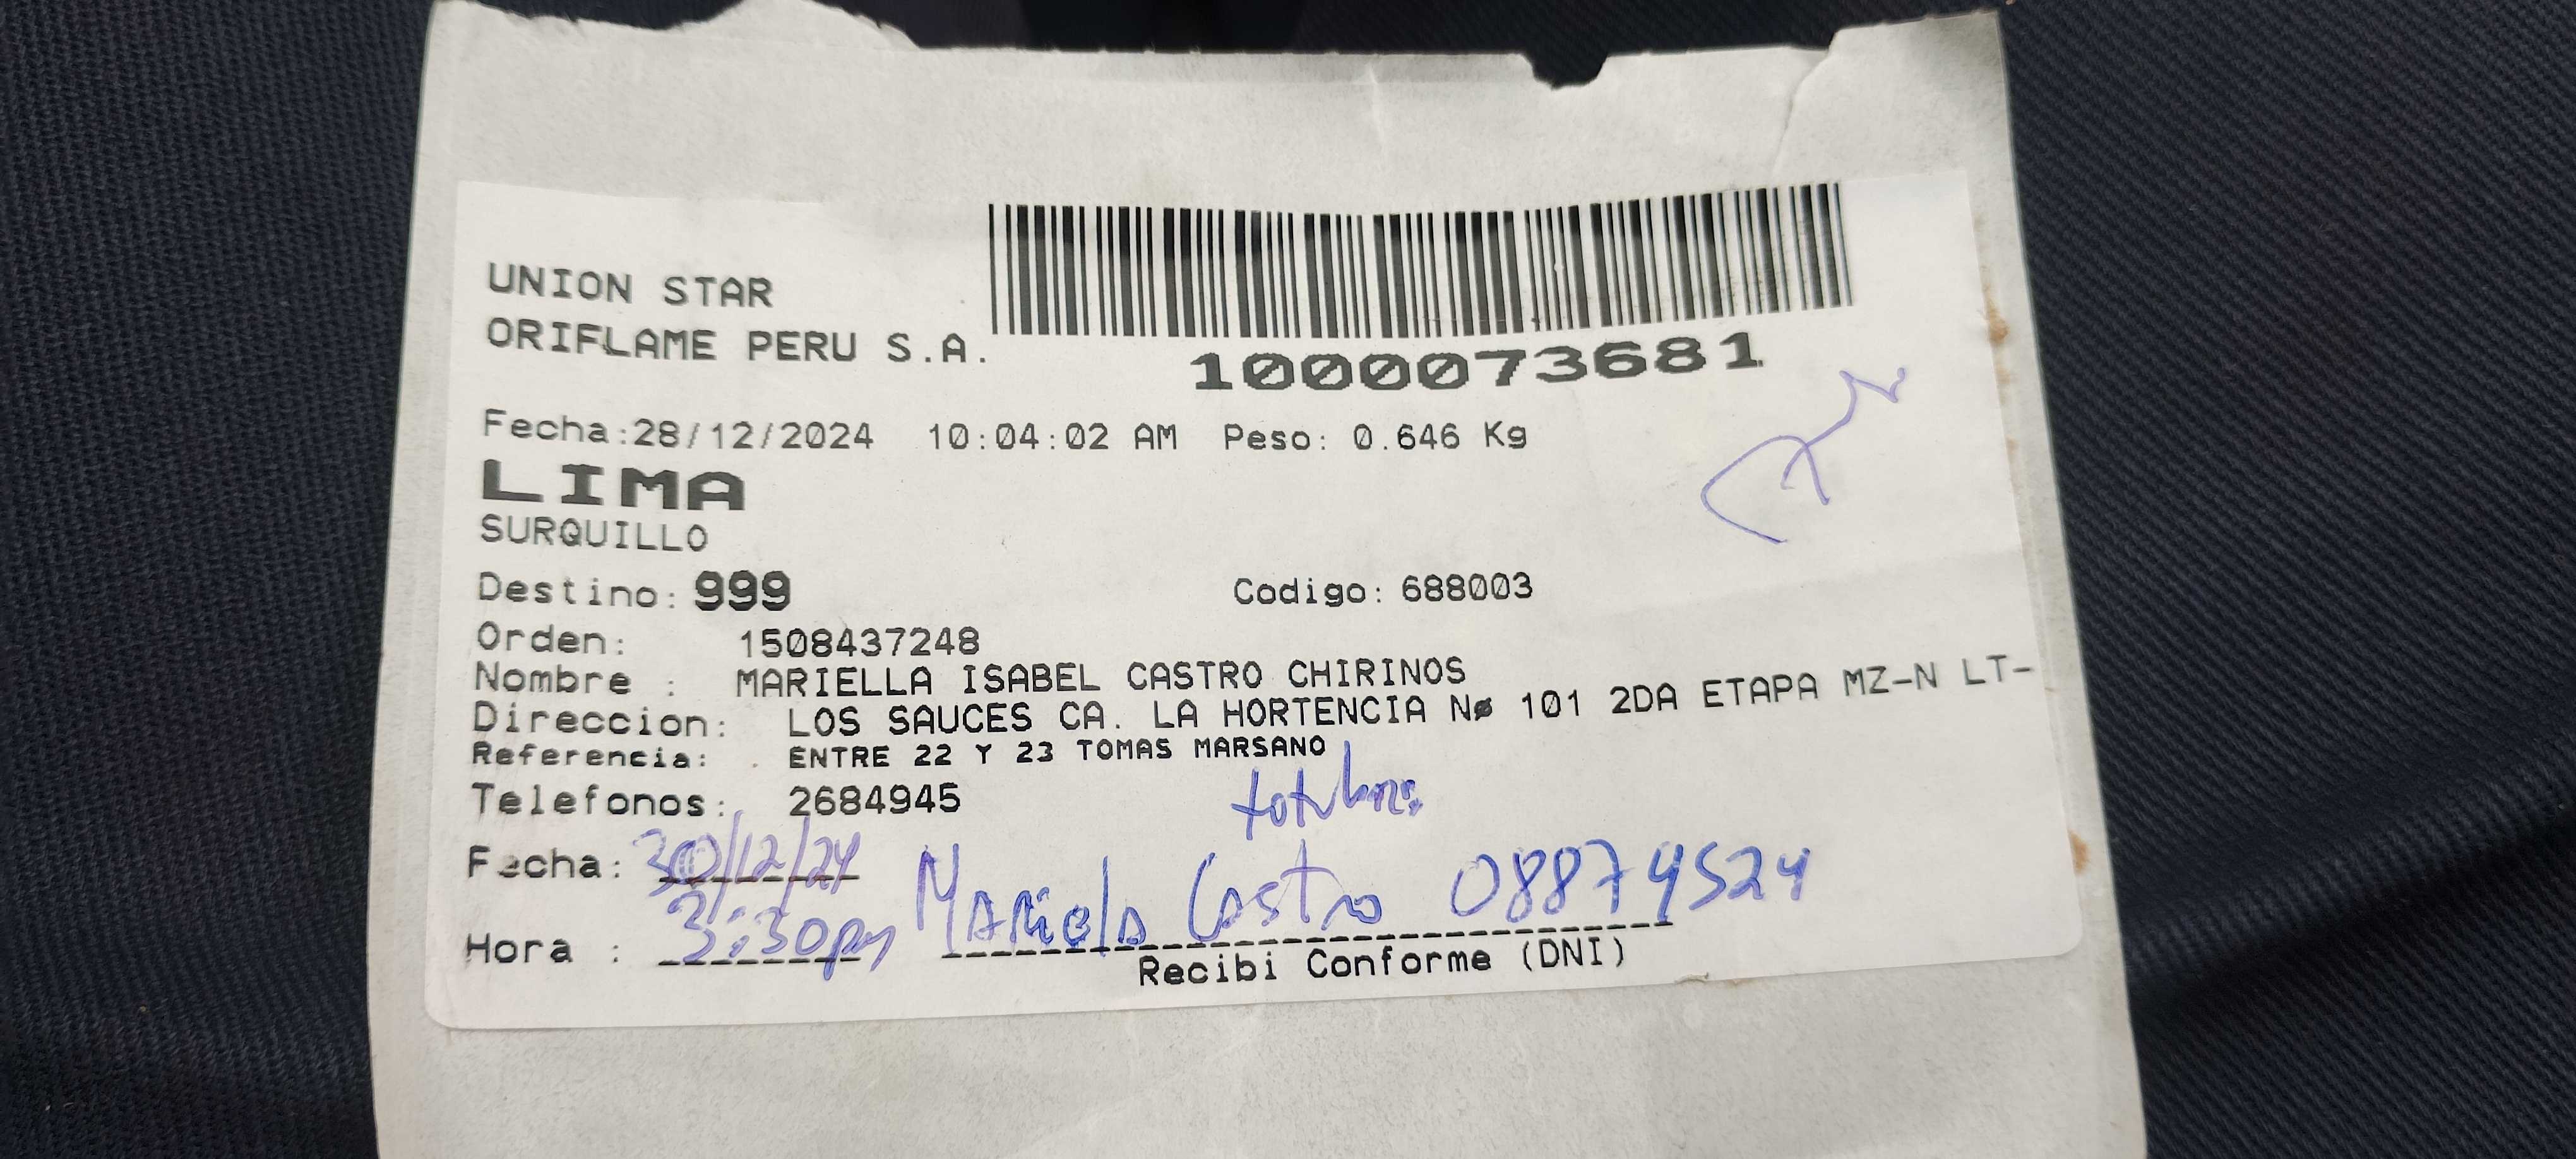 UNION STAR
ORIFLAME PERU S.A.
1000073681
Fecha:28/12/2024 10:04:02 AM Peso: 0.646 Kg
LIMA
SURQUILLO
Destino: 999 Codigo: 688003
Orden: 1508437248
Nombre : MARIELLA ISABEL CASTRO CHIRINOS
Direccion: LOS SAUCES CA. LA HORTENCIA Nø 101 2DA ETAPA MZ-N LT-
Referencia: . ENTRE 22 Y 23 TOMAS MARSANO
Telefonos: 2684945
Fecha: 30/12/24
Mariela Castro 08874524
Hora : 3:30pm
Recibi Conforme (DNI)